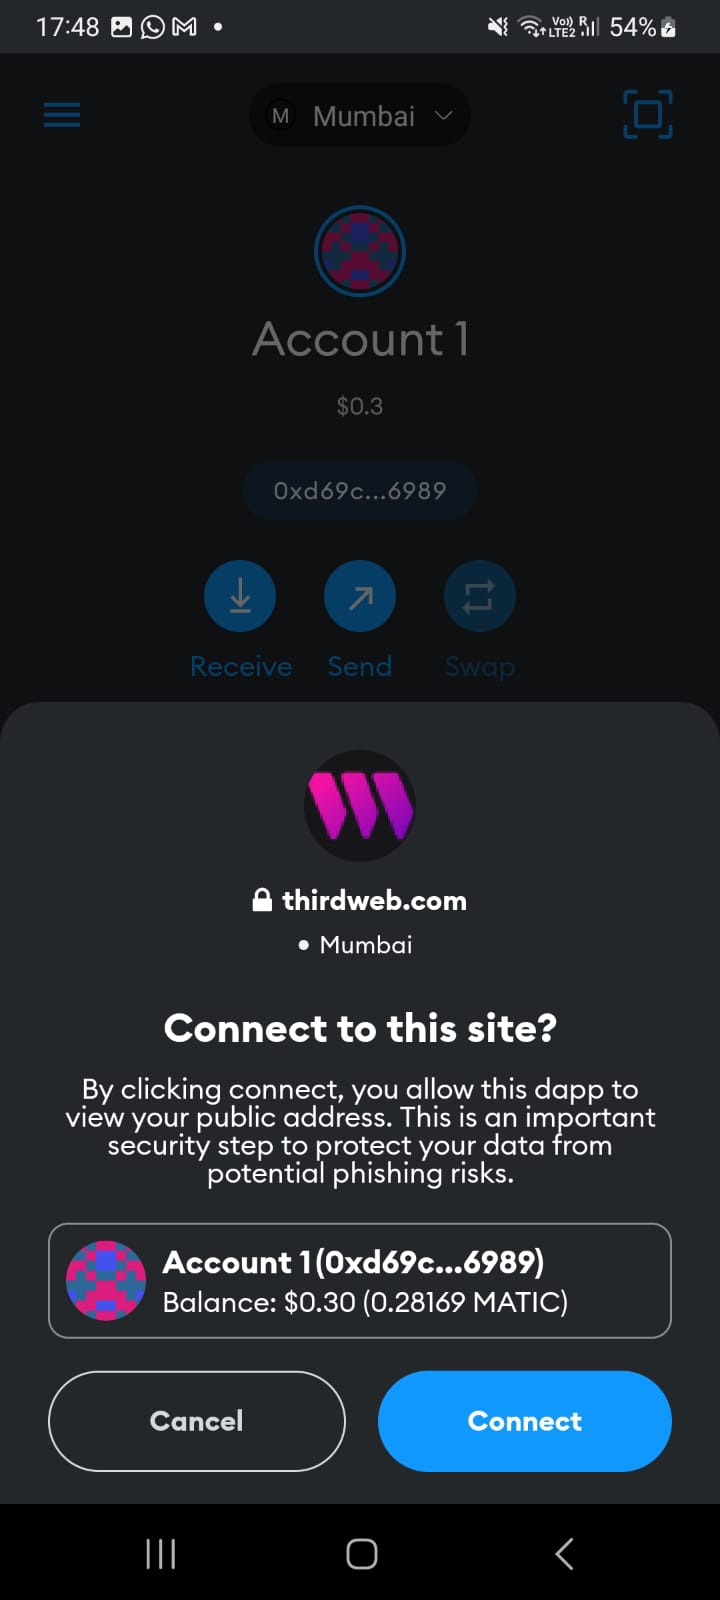 17:48
Vo)) R
LTE2
54%
M Mumbai
Account 1
$0.3
0xd69c...6989
Receive Send Swap
thirdweb.com
• Mumbai
Connect to this site?
By clicking connect, you allow this dapp to
view your public address. This is an important
security step to protect your data from
potential phishing risks.
Account 1 (0xd69c...6989)
Balance: $0.30 (0.28169 MATIC)
Cancel Connect